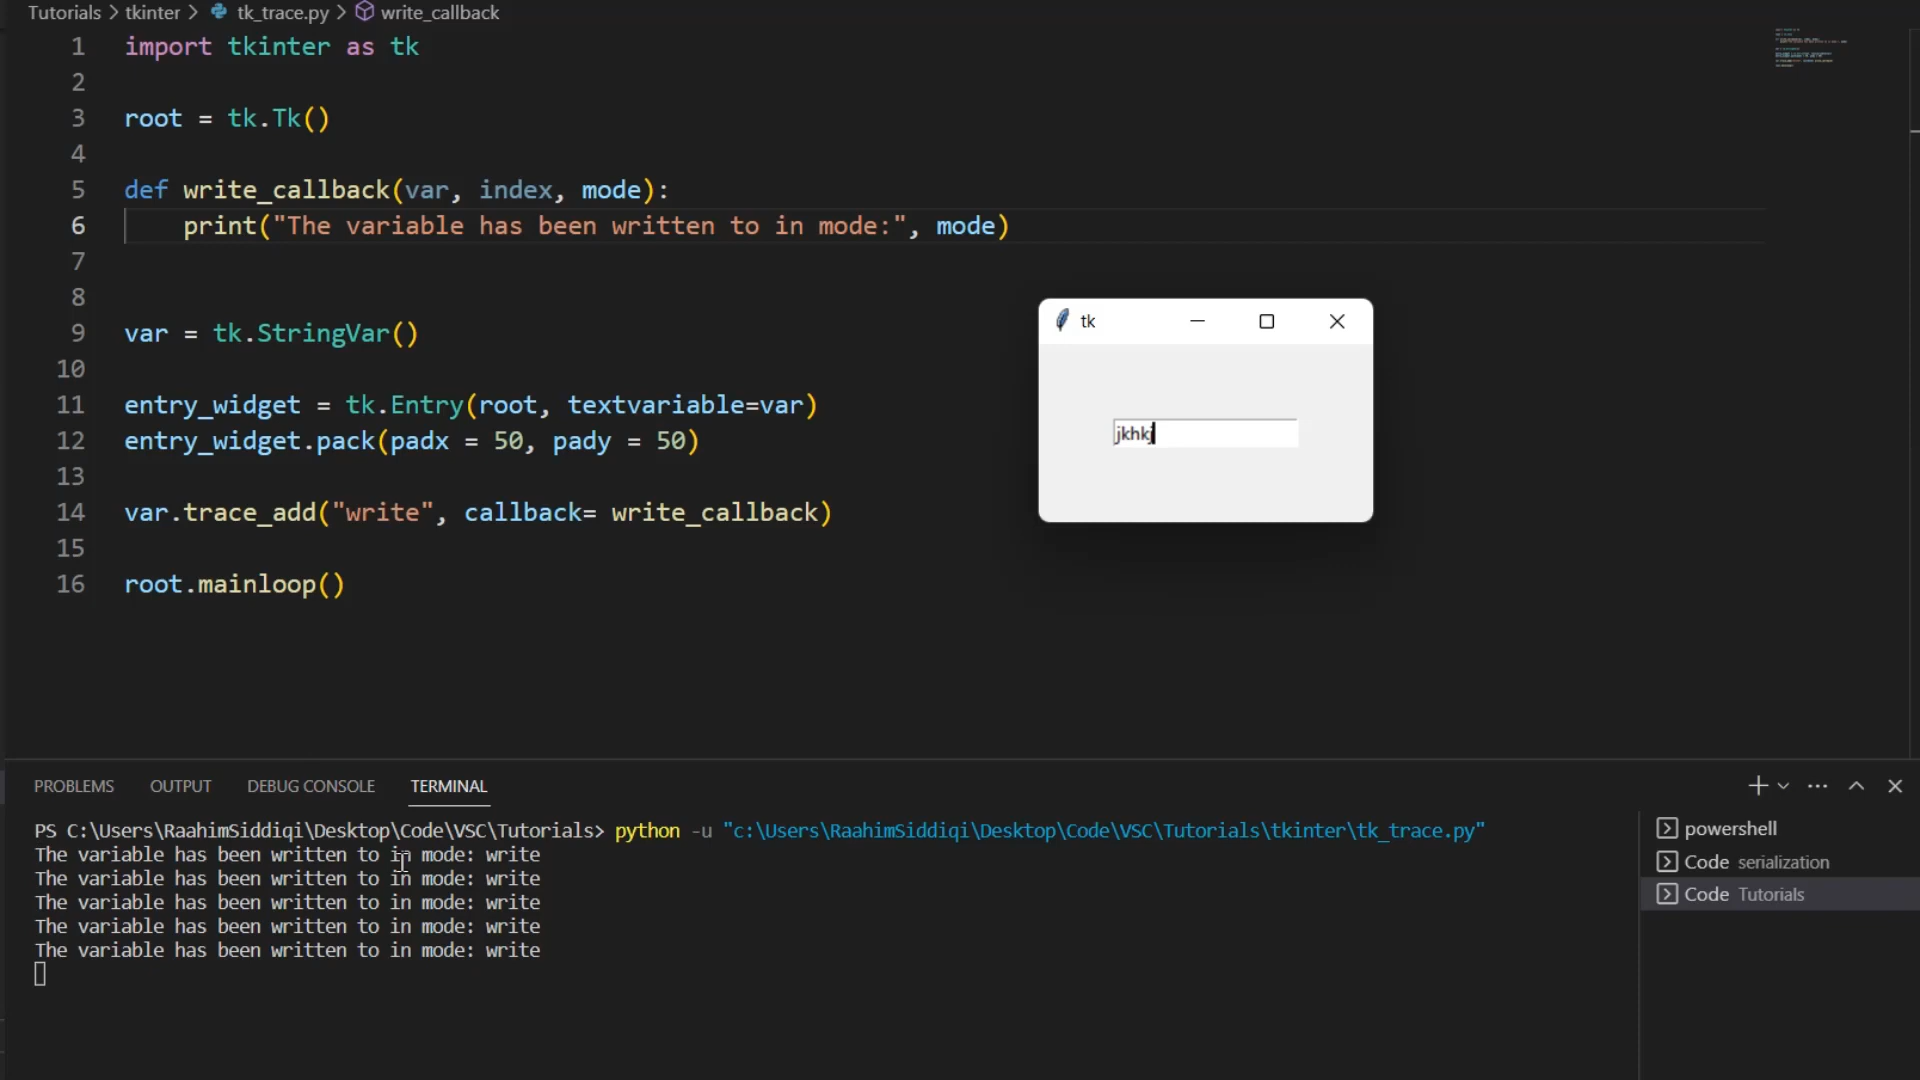 Tutorials > tkinter > tk_trace.py > write_callback
1 import tkinter as tk
2
3 root = tk.Tk()
4
5 def write_callback(var, index, mode):
6     print("The variable has been written to in mode:", mode)
7
8
9 var = tk.StringVar()
10
11 entry_widget = tk.Entry(root, textvariable=var)
12 entry_widget.pack(padx = 50, pady = 50)
13
14 var.trace_add("write", callback= write_callback)
15
16 root.mainloop()
tk
jkhkj
PROBLEMS OUTPUT DEBUG CONSOLE TERMINAL
PS C:\Users\RaahimSiddiqi\Desktop\Code\VSC\Tutorials> python -u "c:\Users\RaahimSiddiqi\Desktop\Code\VSC\Tutorials\tkinter\tk_trace.py"
The variable has been written to in mode: write
The variable has been written to in mode: write
The variable has been written to in mode: write
The variable has been written to in mode: write
The variable has been written to in mode: write
powershell
Code serialization
Code Tutorials